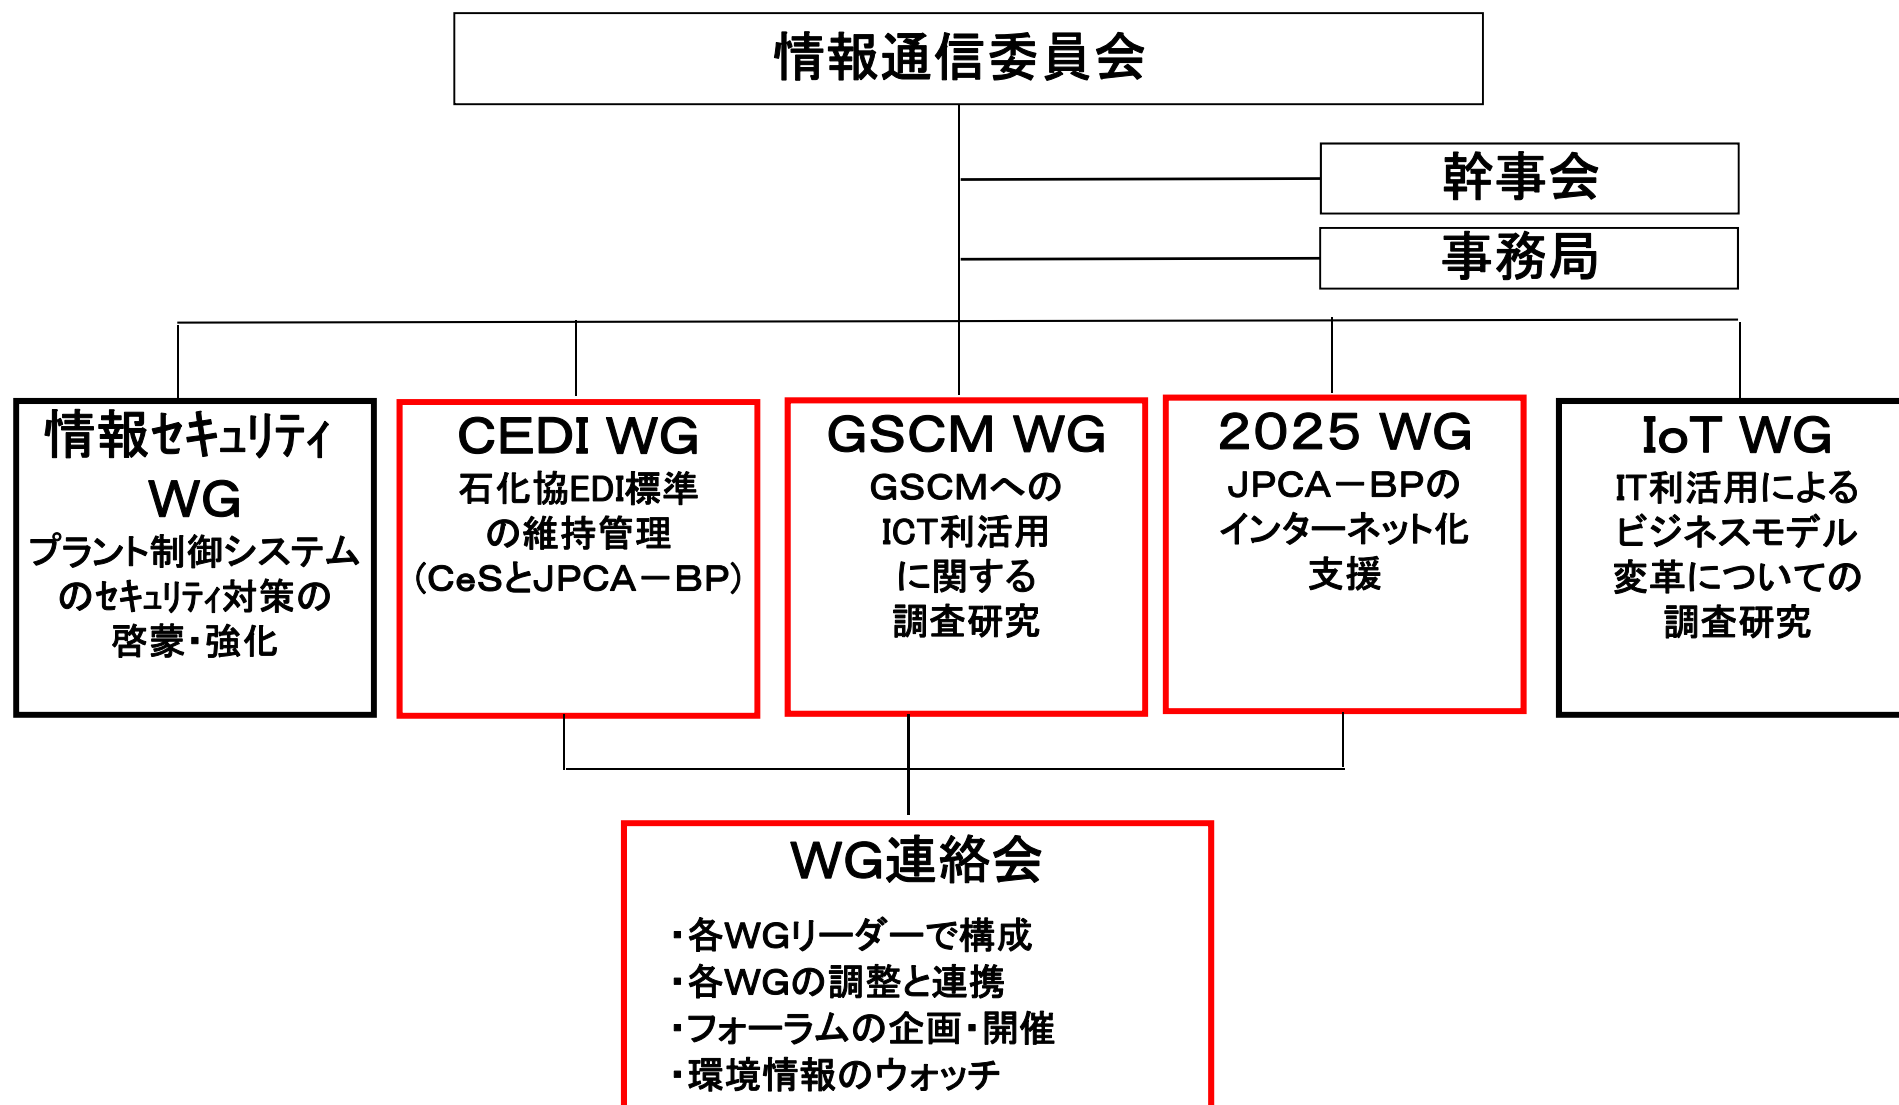 情報通信委員会
幹事会
事務局
情報セキュリティ
WG
プラント制御システム
のセキュリティ対策の
啓蒙・強化
CEDI WG
石化協EDI標準
の維持管理
(CeSとJPCA－BP)
GSCM WG
GSCMへの
ICT利活用
に関する
調査研究
2025 WG
JPCA－BPの
インターネット化
支援
IoT WG
IT利活用による
ビジネスモデル
変革についての
調査研究
WG連絡会
・各WGリーダーで構成
・各WGの調整と連携
・フォーラムの企画・開催
・環境情報のウォッチ